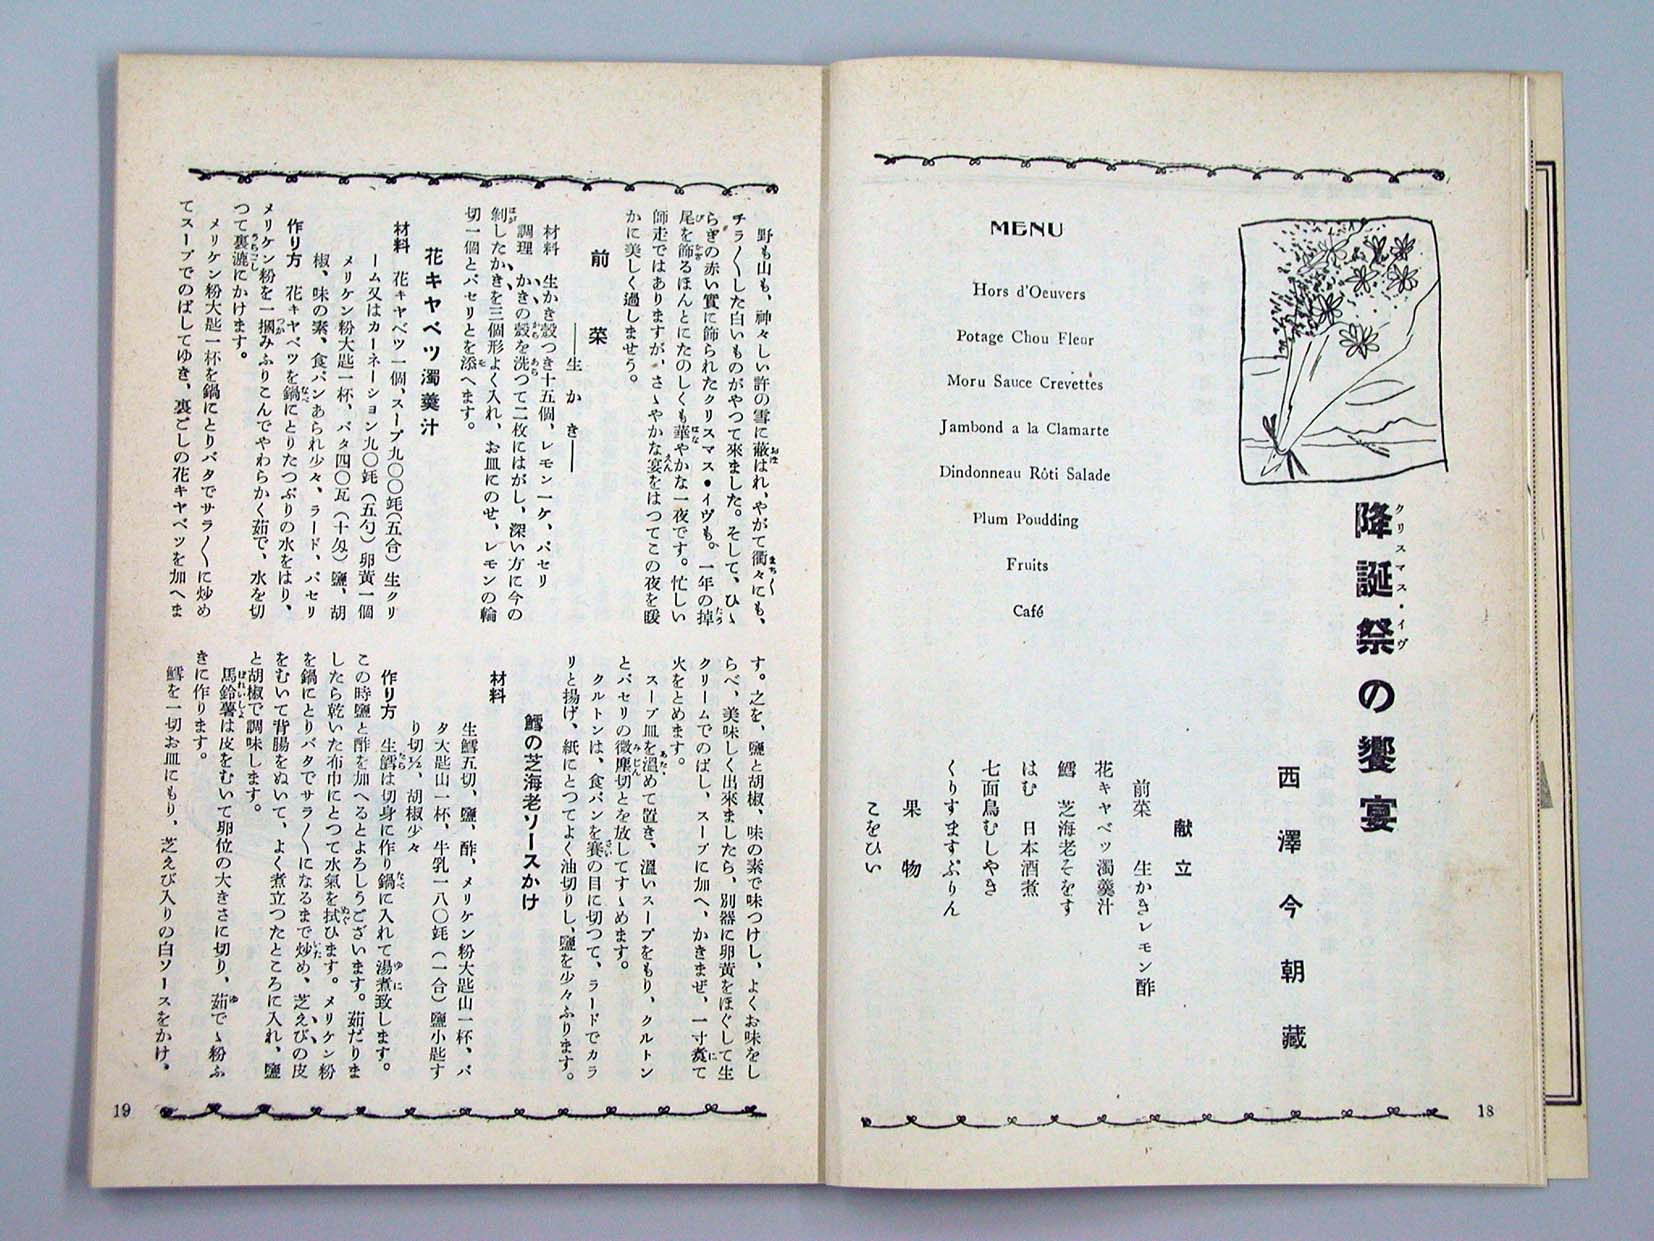 降誕祭の饗宴
クリスマス・イヴ
西澤今朝藏
MENU
Hors d'Oeuvers
Potage Chou Fleur
Moru Sauce Crevettes
Jambond a la Clamarte
Dindonneau Rôti Salade
Plum Poudding
Fruits
Café
献立
前菜 生かきレモン酢
花キャベツ濁羹汁
鱈 芝海老そをす
はむ 日本酒煮
七面鳥むしやき
くりすますぷりん
果物
こをひい
18
野も山も、神々しい許の雪に蔽はれ、やがて衢々にも、
チラ〳〵した白いものがやつて來ました。そして、ひゝ
らぎの赤い實に飾られたクリスマス・イヴも。一年の掉
尾を飾るほんとにたのしくも華やかな一夜です。忙しい
師走ではありますが、さゝやかな宴をはつてこの夜を暖
かに美しく過しませう。
前菜
――生かき――
材料 生かき殼つき十五個、レモン一ケ、パセリ
調理 かきの殼を洗つて二枚にはがし、深い方に今の
剝したかきを三個形よく入れ、お皿にのせ、レモンの輪
切一個とパセリとを添へます。
花キャベツ濁羹汁
材料 花キャベツ一個、スープ九〇〇竓(五合)生クリ
ーム又はカーネーション九〇竓(五勺)卵黄一個
メリケン粉大匙一杯、バタ四〇瓦(十匁)鹽、胡
椒、味の素、食パンあられ少々、ラード、パセリ
作り方 花キャベツを鍋にとりたつぷりの水をはり、
メリケン粉を一摑みふりこんでやわらかく茹で、水を切
つて裏漉にかけます。
メリケン粉大匙一杯を鍋にとりバタでサラ〳〵に炒め
てスープでのばしてゆき、裏ごしの花キャベツを加へま
す。之を、鹽と胡椒、味の素で味つけし、よくお味をし
らべ、美味しく出來ましたら、別器に卵黄をほぐして生
クリームでのばし、スープに加へ、かきまぜ、一寸煮て
火をとめます。
スープ皿を溫めて置き、溫いスープをもり、クルトン
とパセリの微塵切とを放してすゝめます。
クルトンは、食パンを賽の目に切つて、ラードでカラ
リと揚げ、紙にとつてよく油切りし、鹽を少々ふります。
鱈の芝海老ソースかけ
材料
生鱈五切、鹽、酢、メリケン粉大匙山一杯、バ
タ大匙山一杯、牛乳一八〇竓(一合)鹽小匙す
り切½、胡椒少々
作り方 生鱈は切身に作り鍋に入れて湯煮致します。
この時鹽と酢を加へるとよろしうございます。茹だりま
したら乾いた布巾にとつて水氣を拭ひます。メリケン粉
を鍋にとりバタでサラ〳〵になるまで炒め、芝えびの皮
をむいて背腸をぬいて、よく煮立つたところに入れ、鹽
と胡椒で調味します。
馬鈴薯は皮をむいて卵位の大きさに切り、茹でゝ粉ふ
きに作ります。
鱈を一切お皿にもり、芝えび入りの白ソースをかけ、
19